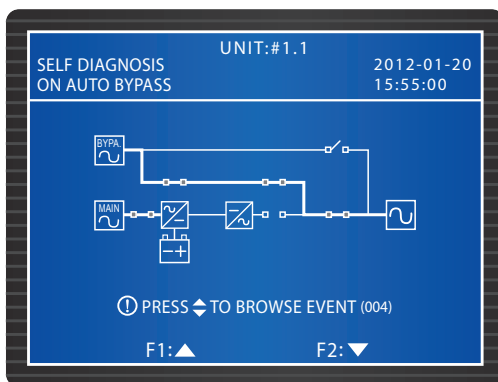 UNIT:#1.1
SELF DIAGNOSIS
2012-01-20
ON AUTO BYPASS
15:55:00
BYPA.
MAIN
! PRESS TO BROWSE EVENT (004)
F1: F2: